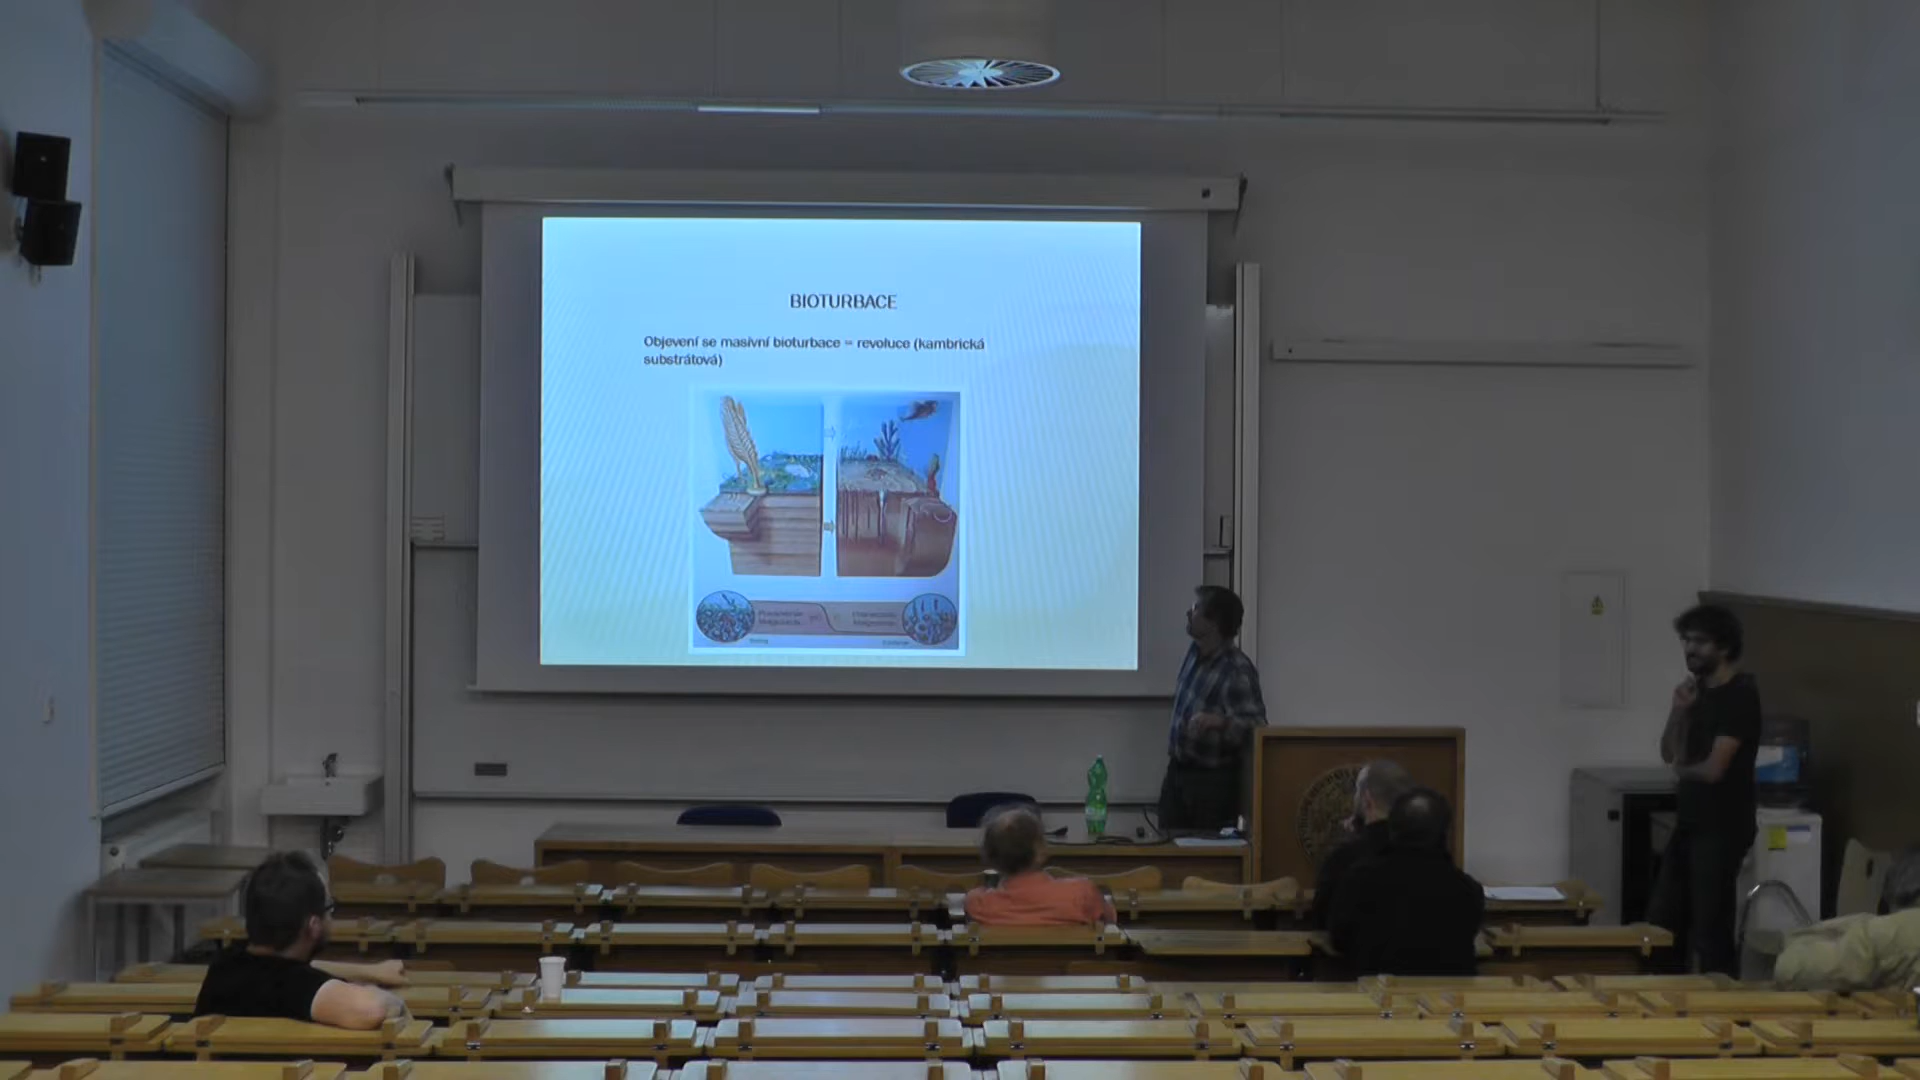 BIOTURBACE
Objevení se masivní bioturbace = revoluce (kambrická
substrátová)